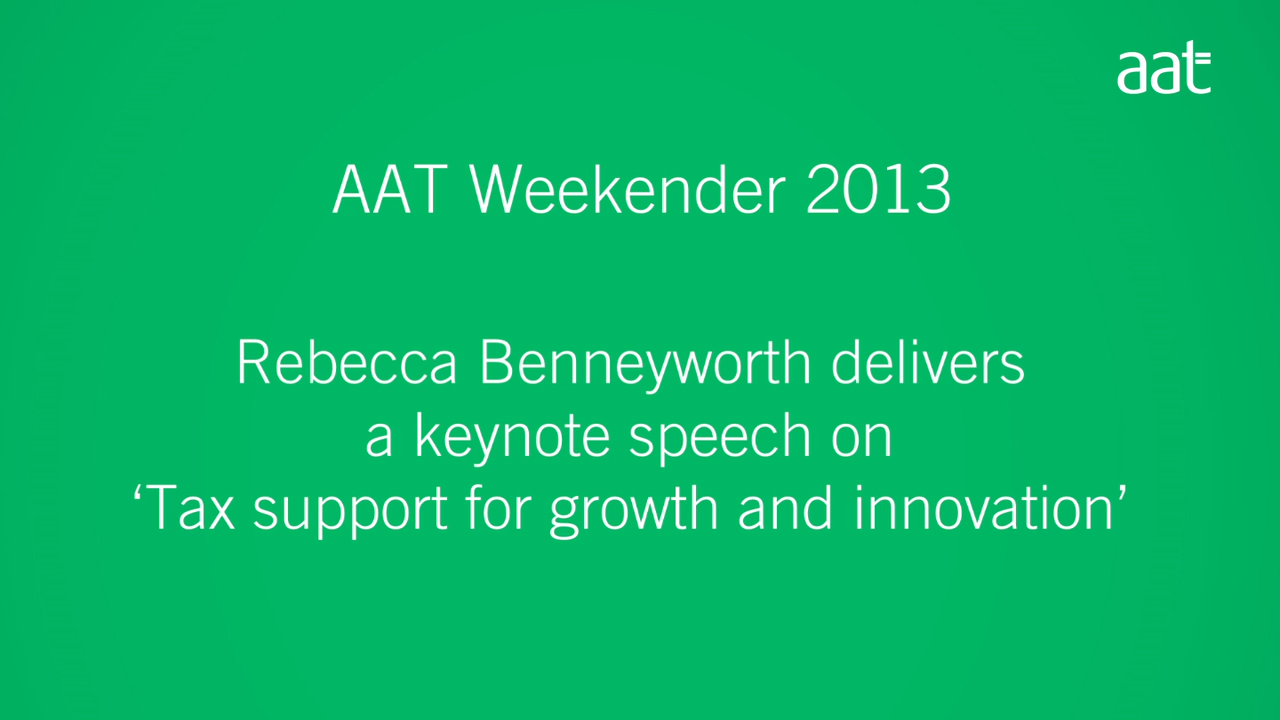 aat
AAT Weekender 2013
Rebecca Benneyworth delivers
a keynote speech on
‘Tax support for growth and innovation’